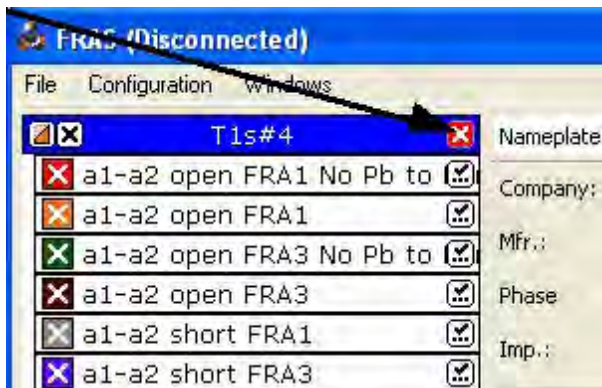 FRAS (Disconnected)
File Configuration Windows
T1s#4
a1-a2 open FRA1 No Pb to
a1-a2 open FRA1
a1-a2 open FRA3 No Pb to
a1-a2 open FRA3
a1-a2 short FRA1
a1-a2 short FRA3
Nameplate
Company:
Mfr.:
Phase
Imp.: